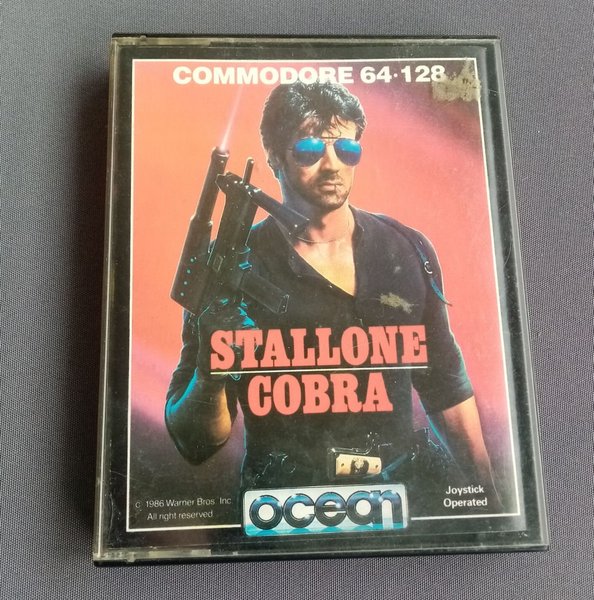 COMMODORE 64·128
STALLONE
COBRA
© 1986 Warner Bros. Inc.
All right reserved
ocean
Joystick
Operated